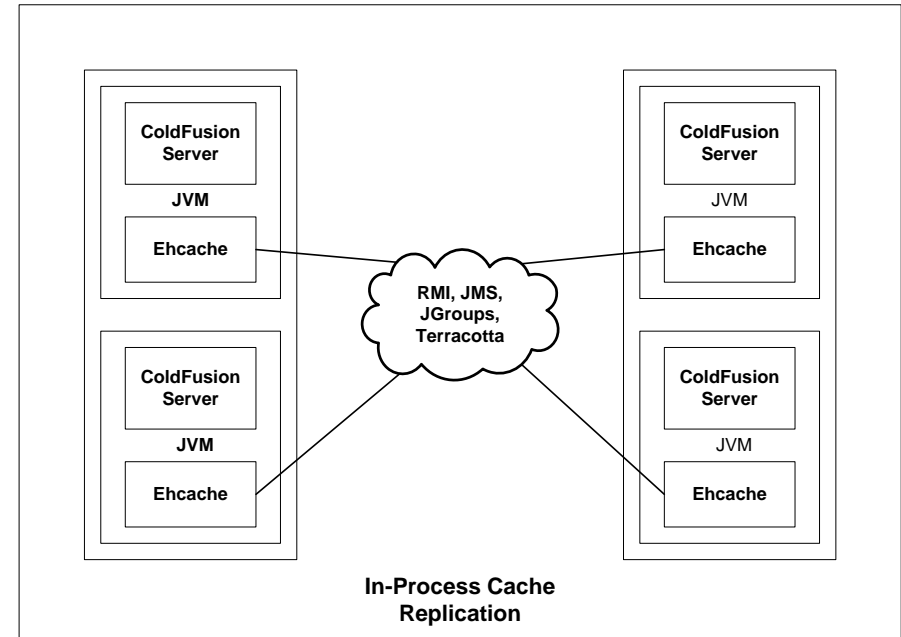 ColdFusion
Server
JVM
Ehcache
ColdFusion
Server
JVM
Ehcache
RMI, JMS,
JGroups,
Terracotta
ColdFusion
Server
JVM
Ehcache
ColdFusion
Server
JVM
Ehcache
In-Process Cache
Replication